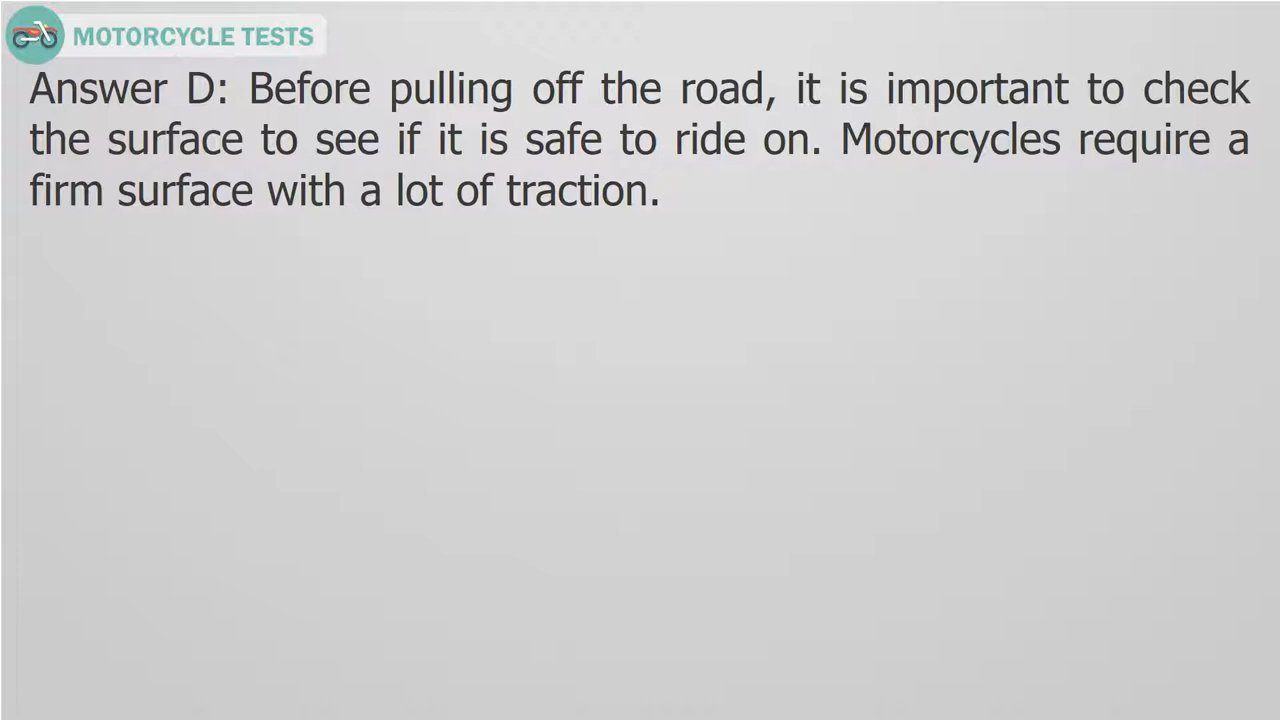 MOTORCYCLE TESTS
Answer D: Before pulling off the road, it is important to check
the surface to see if it is safe to ride on. Motorcycles require a
firm surface with a lot of traction.